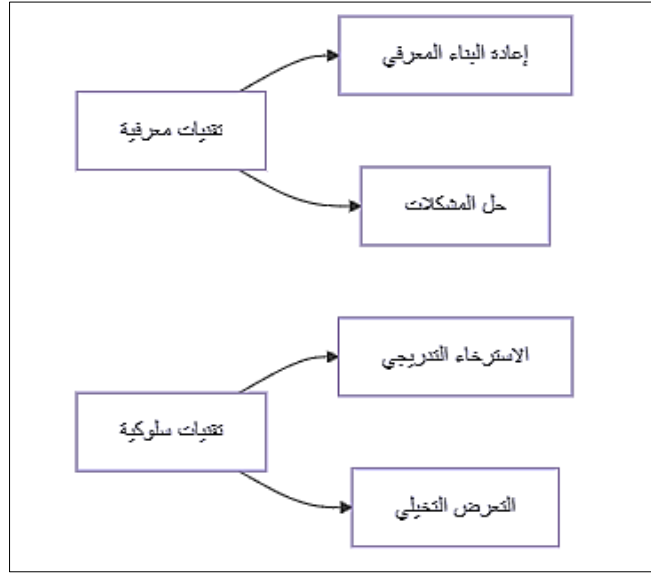 إعادة البناء المعرفي
تقنيات معرفية
حل المشكلات
الاسترخاء التدريجي
تقنيات سلوكية
التعرض التخيلي